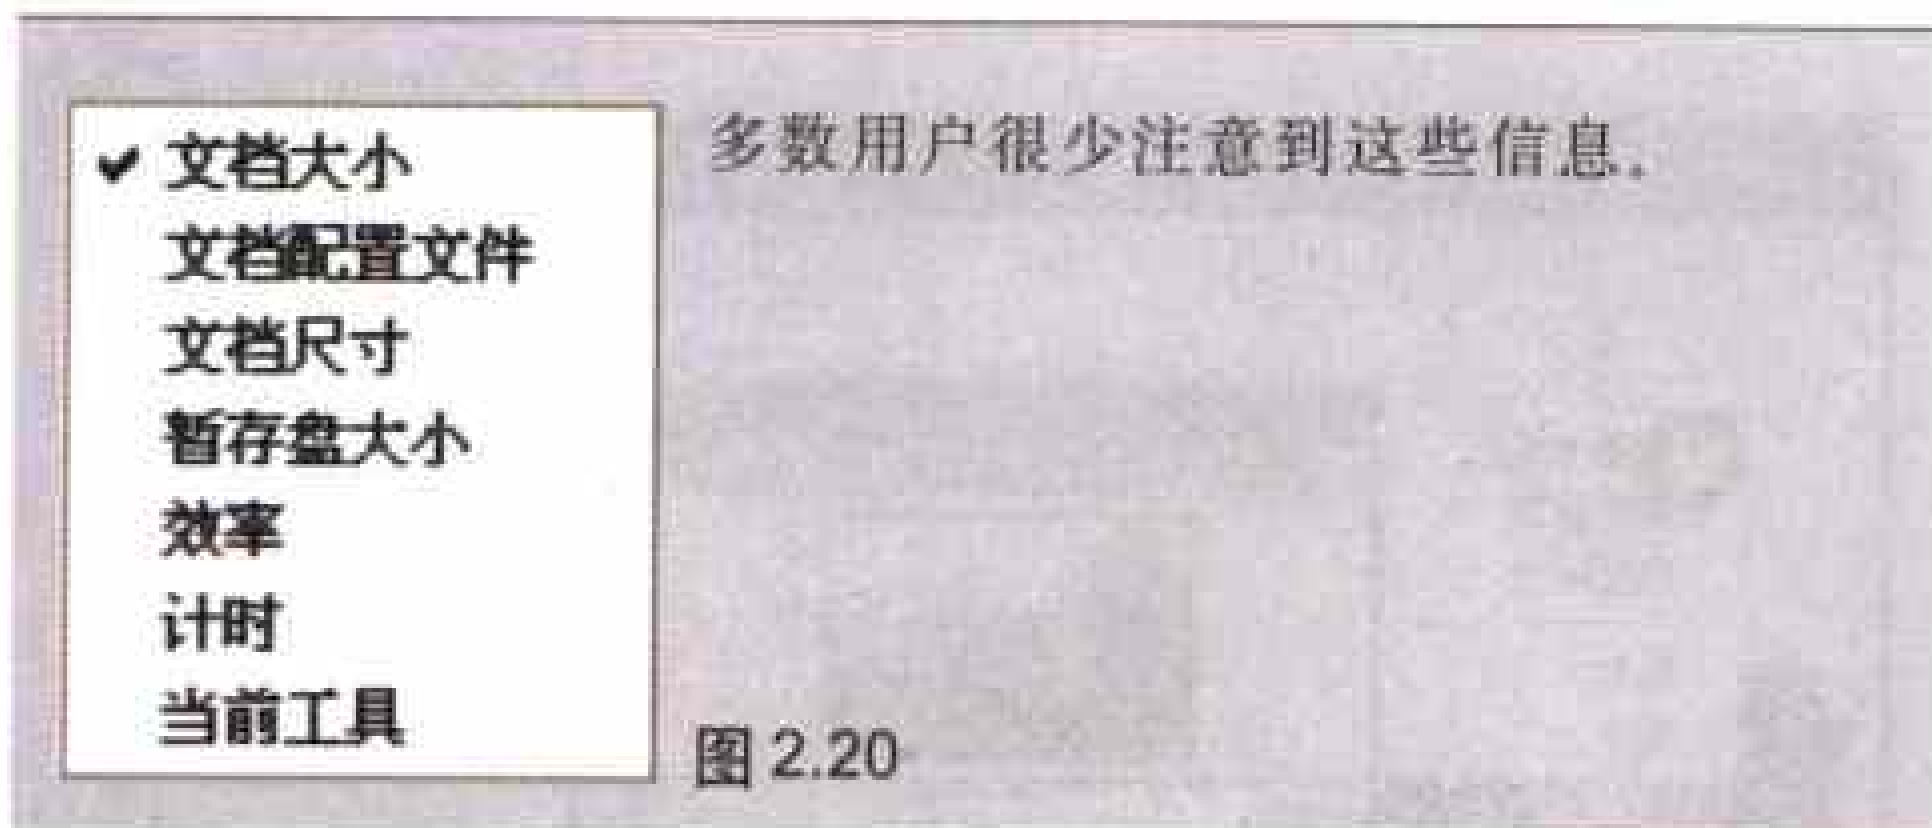 ✔ 文档大小
文档配置文件
文档尺寸
暂存盘大小
效率
计时
当前工具
多数用户很少注意到这些信息。
图 2.20